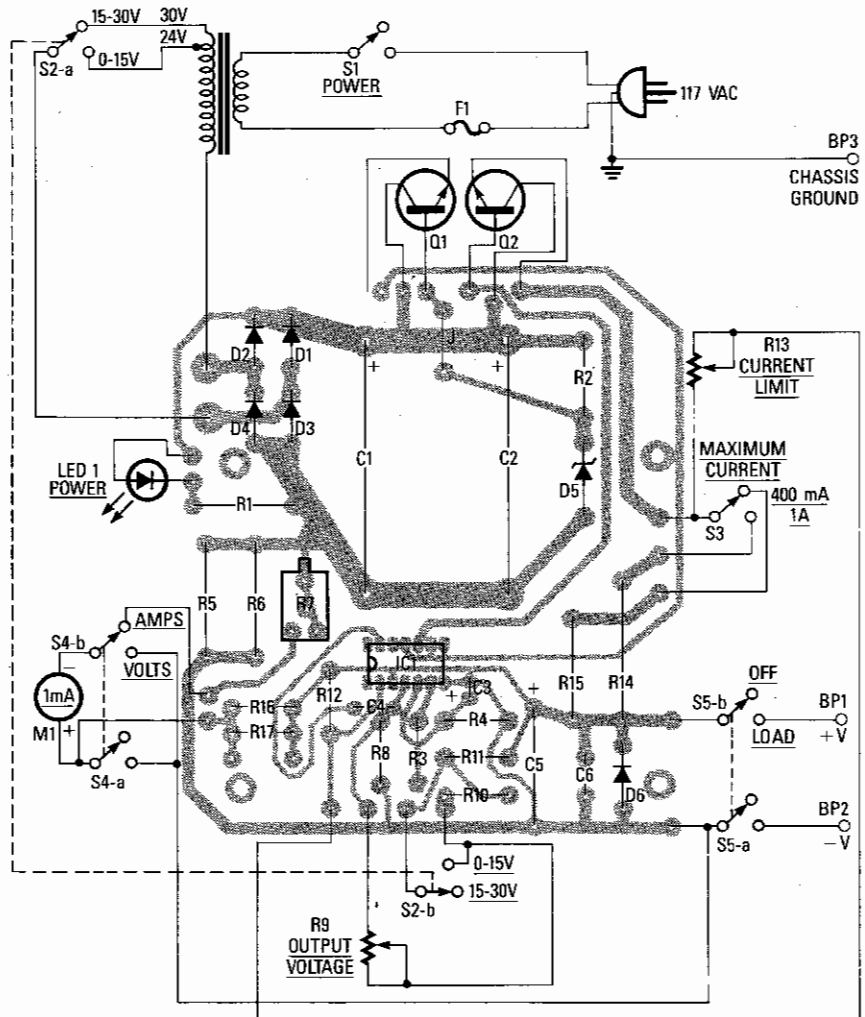 15-30V
30V
24V
S2-a
0-15V
S1
POWER
F1
117 VAC
BP3
CHASSIS
GROUND
Q1
Q2
D2
D1
J
+
+
R2
R13
CURRENT
LIMIT
D4
D3
LED 1
POWER
C1
C2
D5
MAXIMUM
CURRENT
400 mA
1A
S3
R1
R5
R6
R7
S4-b
AMPS
VOLTS
−
1mA
M1
+
S4-a
IC1
R16
R17
R12
C4
+
C3
+
R15
R14
R4
R8
R3
R11
R10
C5
C6
D6
OFF
S5-b
LOAD
BP1
+V
BP2
−V
S5-a
0-15V
15-30V
S2-b
R9
OUTPUT
VOLTAGE